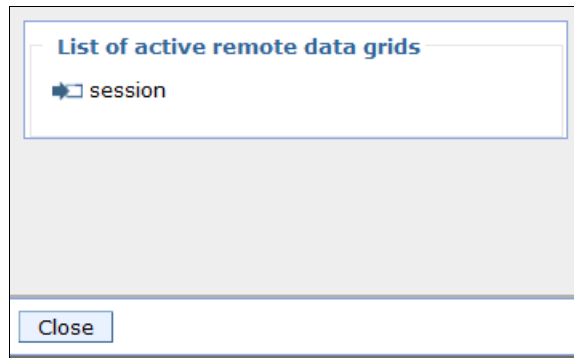 List of active remote data grids
session
Close